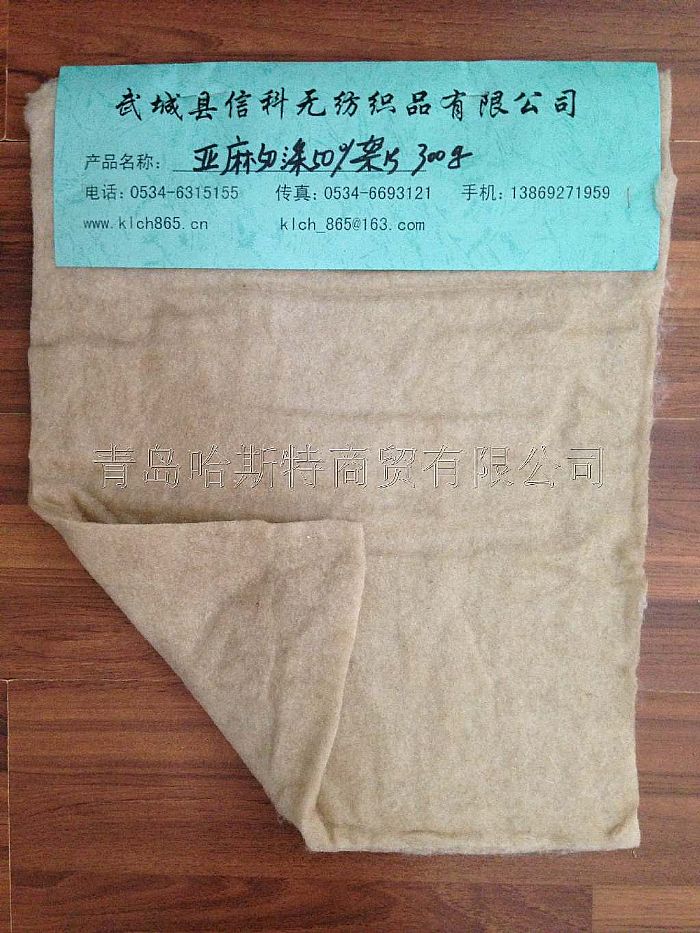 武城县信科无纺织品有限公司
产品名称: 亚麻50涤50% 300g
电话: 0534-6315155 传真: 0534-6693121 手机: 13869271959
www.klch865.cn klch_865@163.com
青岛哈斯特商贸有限公司